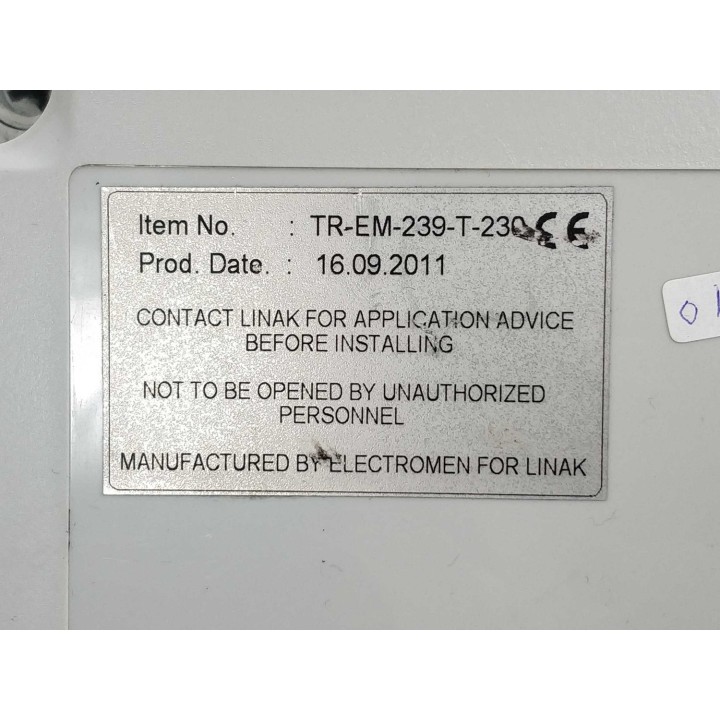 Item No. : TR-EM-239-T-230 CE
Prod. Date. : 16.09.2011
CONTACT LINAK FOR APPLICATION ADVICE
BEFORE INSTALLING
NOT TO BE OPENED BY UNAUTHORIZED
PERSONNEL
MANUFACTURED BY ELECTROMEN FOR LINAK